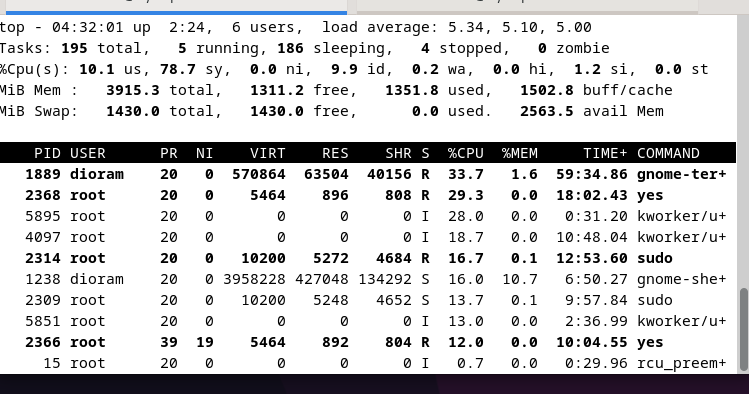 top - 04:32:01 up  2:24,  6 users,  load average: 5.34, 5.10, 5.00
Tasks: 195 total,   5 running, 186 sleeping,   4 stopped,   0 zombie
%Cpu(s): 10.1 us, 78.7 sy,  0.0 ni,  9.9 id,  0.2 wa,  0.0 hi,  1.2 si,  0.0 st
MiB Mem :   3915.3 total,   1311.2 free,   1351.8 used,   1502.8 buff/cache
MiB Swap:   1430.0 total,   1430.0 free,      0.0 used.   2563.5 avail Mem
PID USER      PR  NI    VIRT    RES    SHR S  %CPU  %MEM     TIME+ COMMAND
1889 dioram    20   0  570864  63504  40156 R  33.7   1.6  59:34.86 gnome-ter+
2368 root      20   0    5464    896    808 R  29.3   0.0  18:02.43 yes
5895 root      20   0       0      0      0 I  28.0   0.0   0:31.20 kworker/u+
4097 root      20   0       0      0      0 I  18.7   0.0  10:48.04 kworker/u+
2314 root      20   0   10200   5272   4684 R  16.7   0.1  12:53.60 sudo
1238 dioram    20   0 3958228 427048 134292 S  16.0  10.7   6:50.27 gnome-she+
2309 root      20   0   10200   5248   4652 S  13.7   0.1   9:57.84 sudo
5851 root      20   0       0      0      0 I  13.0   0.0   2:36.99 kworker/u+
2366 root      39  19    5464    892    804 R  12.0   0.0  10:04.55 yes
15 root      20   0       0      0      0 I   0.7   0.0   0:29.96 rcu_preem+